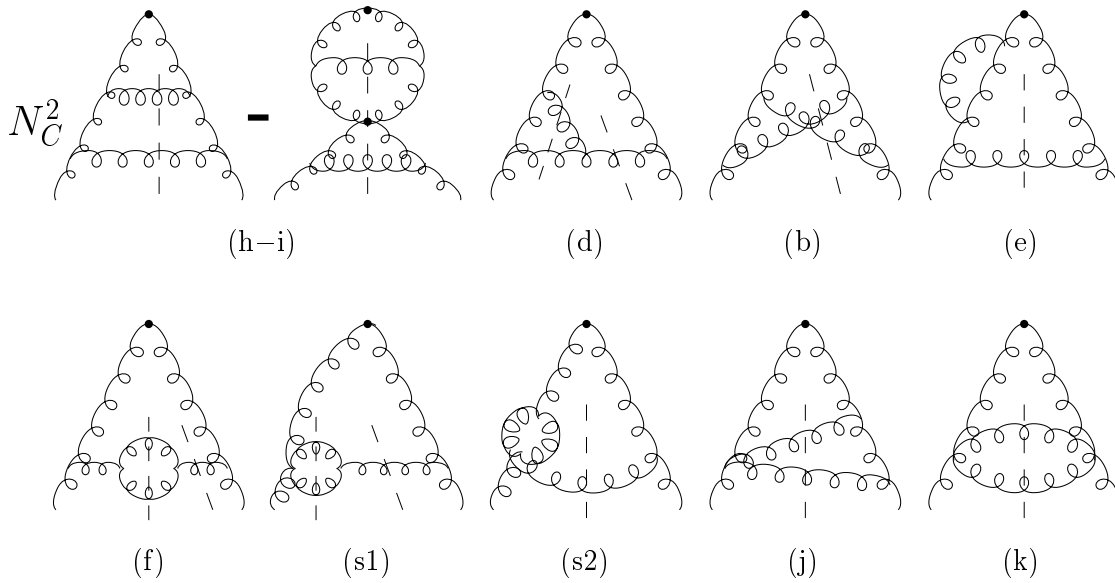 N_C^2 −
(h−i) (d) (b) (e)
(f) (s1) (s2) (j) (k)